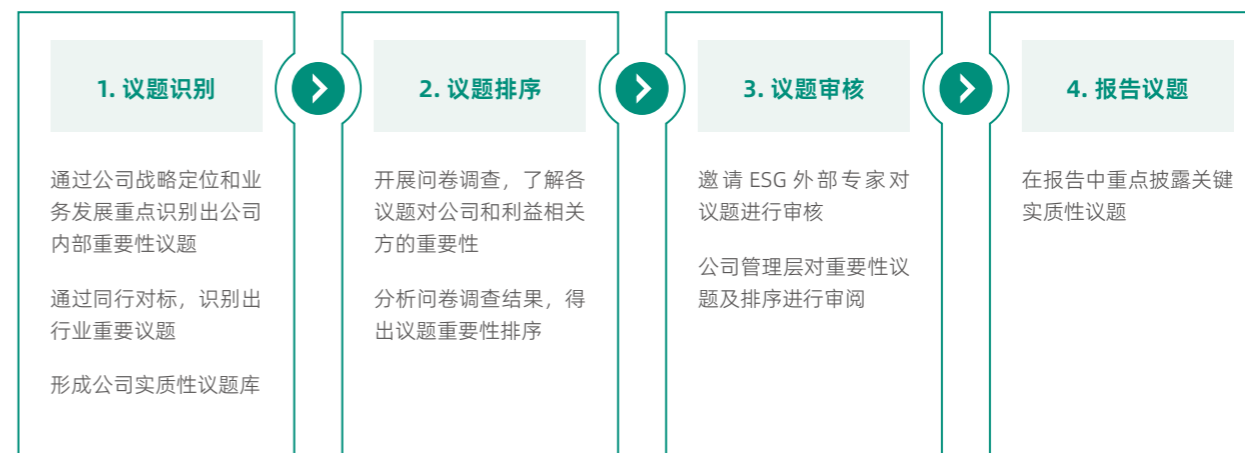 1. 议题识别
通过公司战略定位和业
务发展重点识别出公司
内部重要性议题
通过同行对标，识别出
行业重要议题
形成公司实质性议题库
2. 议题排序
开展问卷调查，了解各
议题对公司和利益相关
方的重要性
分析问卷调查结果，得
出议题重要性排序
3. 议题审核
邀请 ESG 外部专家对
议题进行审核
公司管理层对重要性议
题及排序进行审阅
4. 报告议题
在报告中重点披露关键
实质性议题